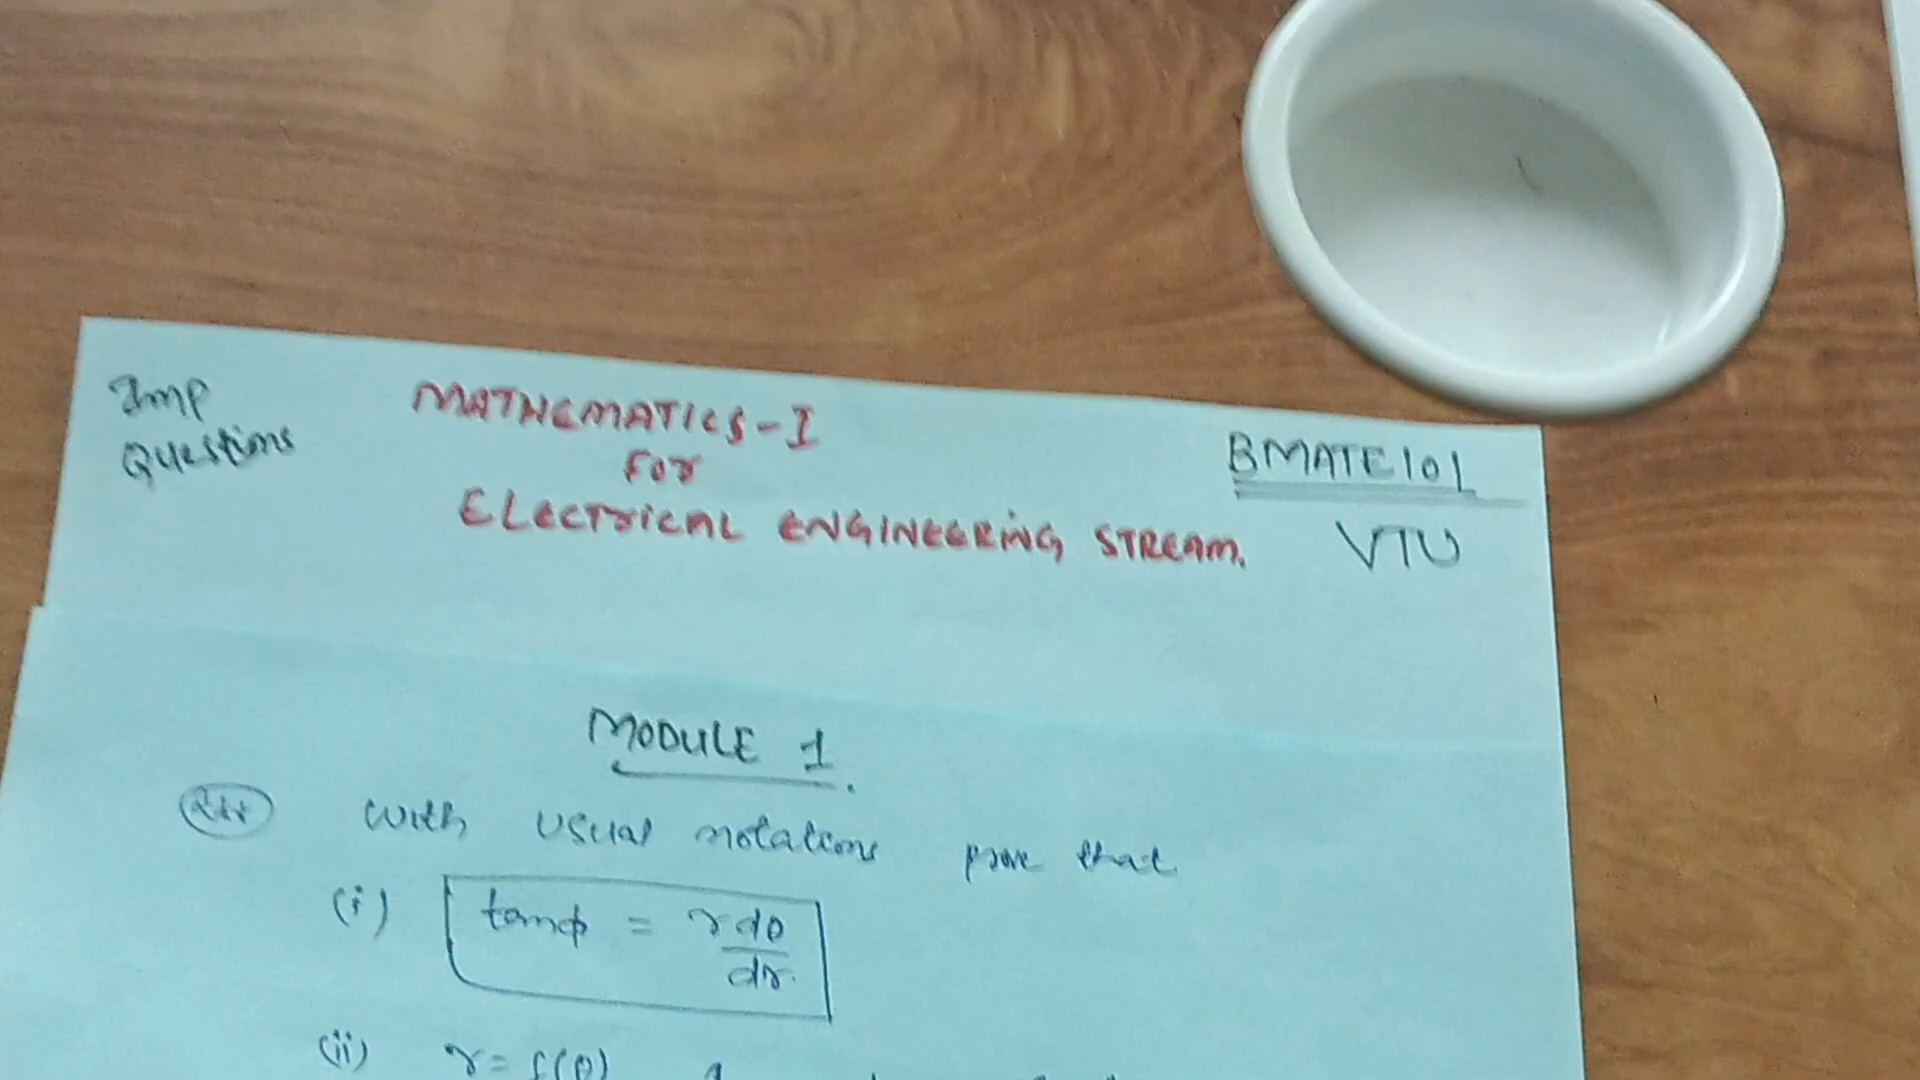 Imp
Questions
MATHEMATICS-I
FOR
ELECTRICAL ENGINEERING STREAM.
BMATE101
VTU
MODULE 1.
with usual notations prove that
(i) tanφ = r dθ/dr.
(ii) r = f(θ)